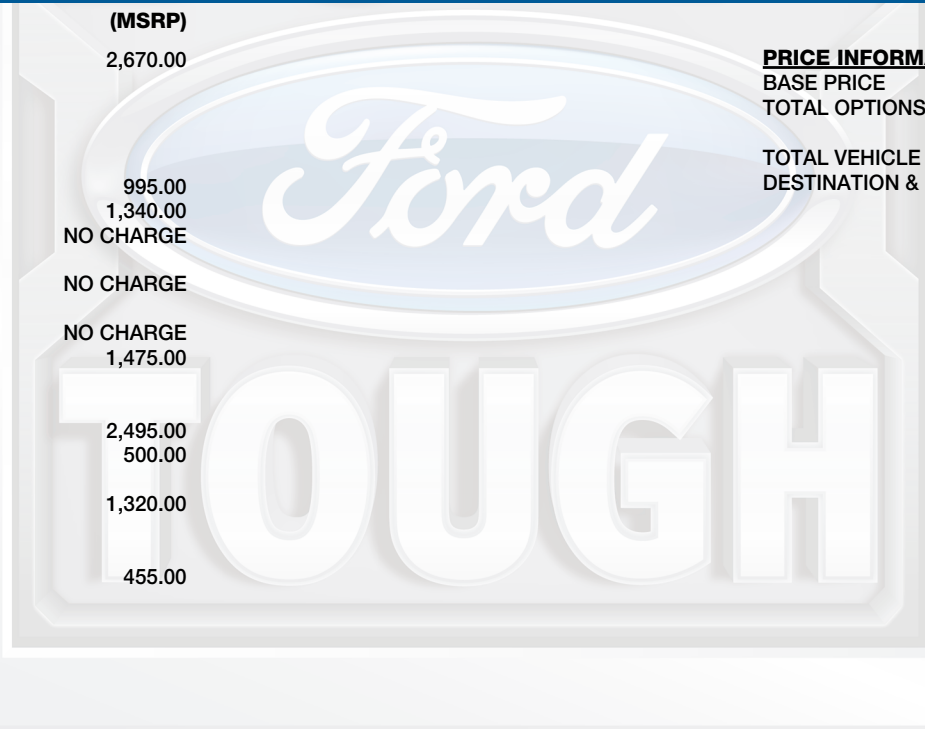 (MSRP)
2,670.00
995.00
1,340.00
NO CHARGE
NO CHARGE
NO CHARGE
1,475.00
2,495.00
500.00
1,320.00
455.00
PRICE INFORMA
BASE PRICE
TOTAL OPTIONS
TOTAL VEHICLE
DESTINATION &
Ford
TOUGH